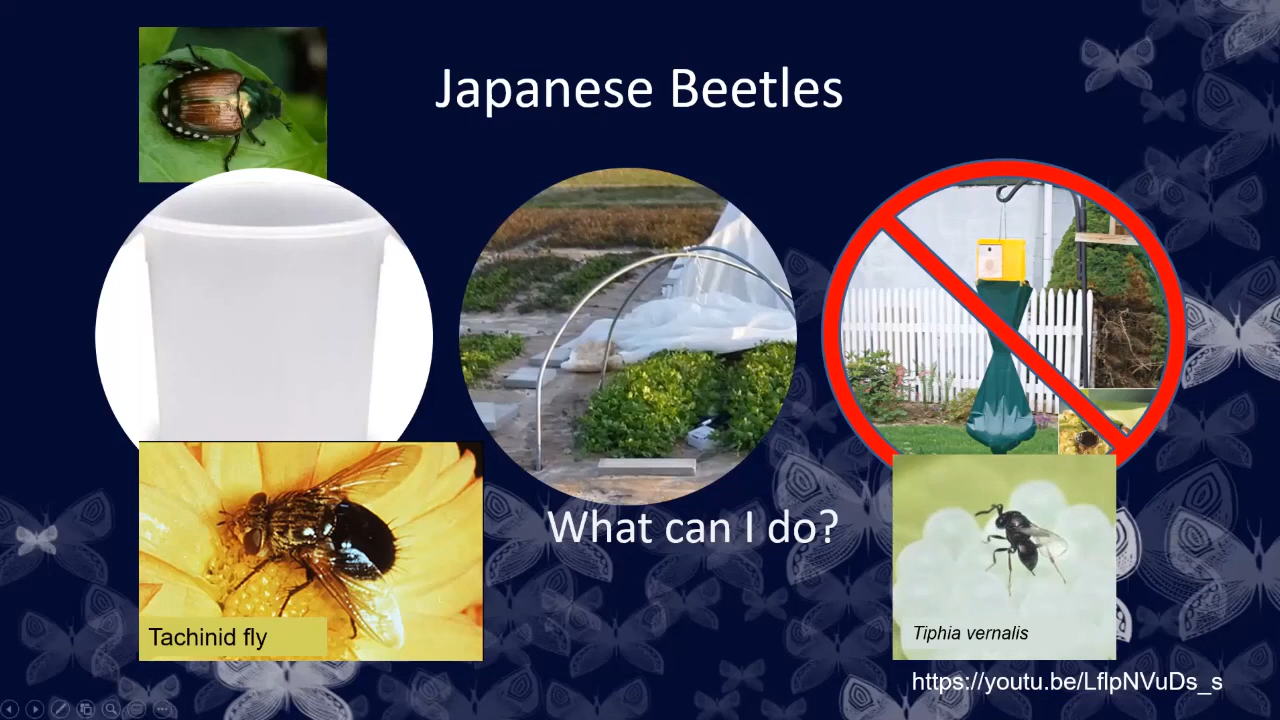 Japanese Beetles
What can I do?
Tachinid fly
Tiphia vernalis
https://youtu.be/LflpNVuDs_s